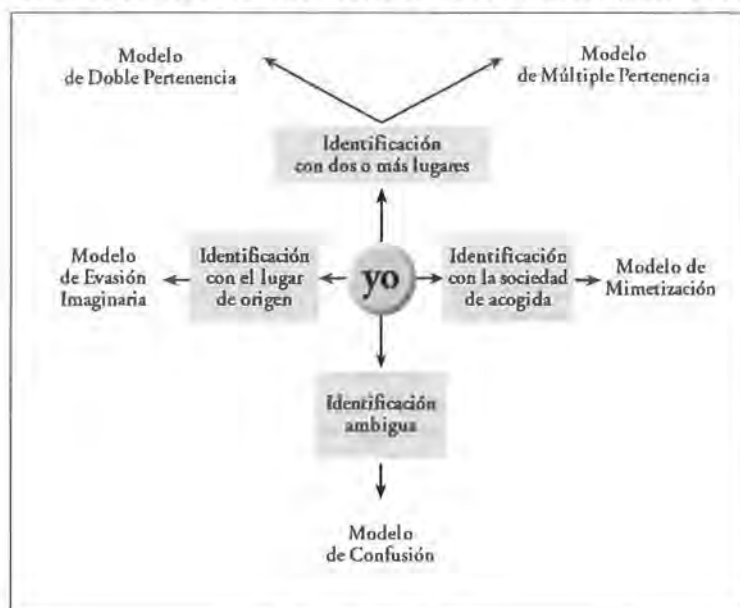 Modelo
de Doble Pertenencia
Modelo
de Múltiple Pertenencia
Identificación
con dos o más lugares
Modelo
de Evasión
Imaginaria
Identificación
con el lugar
de origen
yo
Identificación
con la sociedad
de acogida
Modelo de
Mimetización
Identificación
ambigua
Modelo
de Confusión